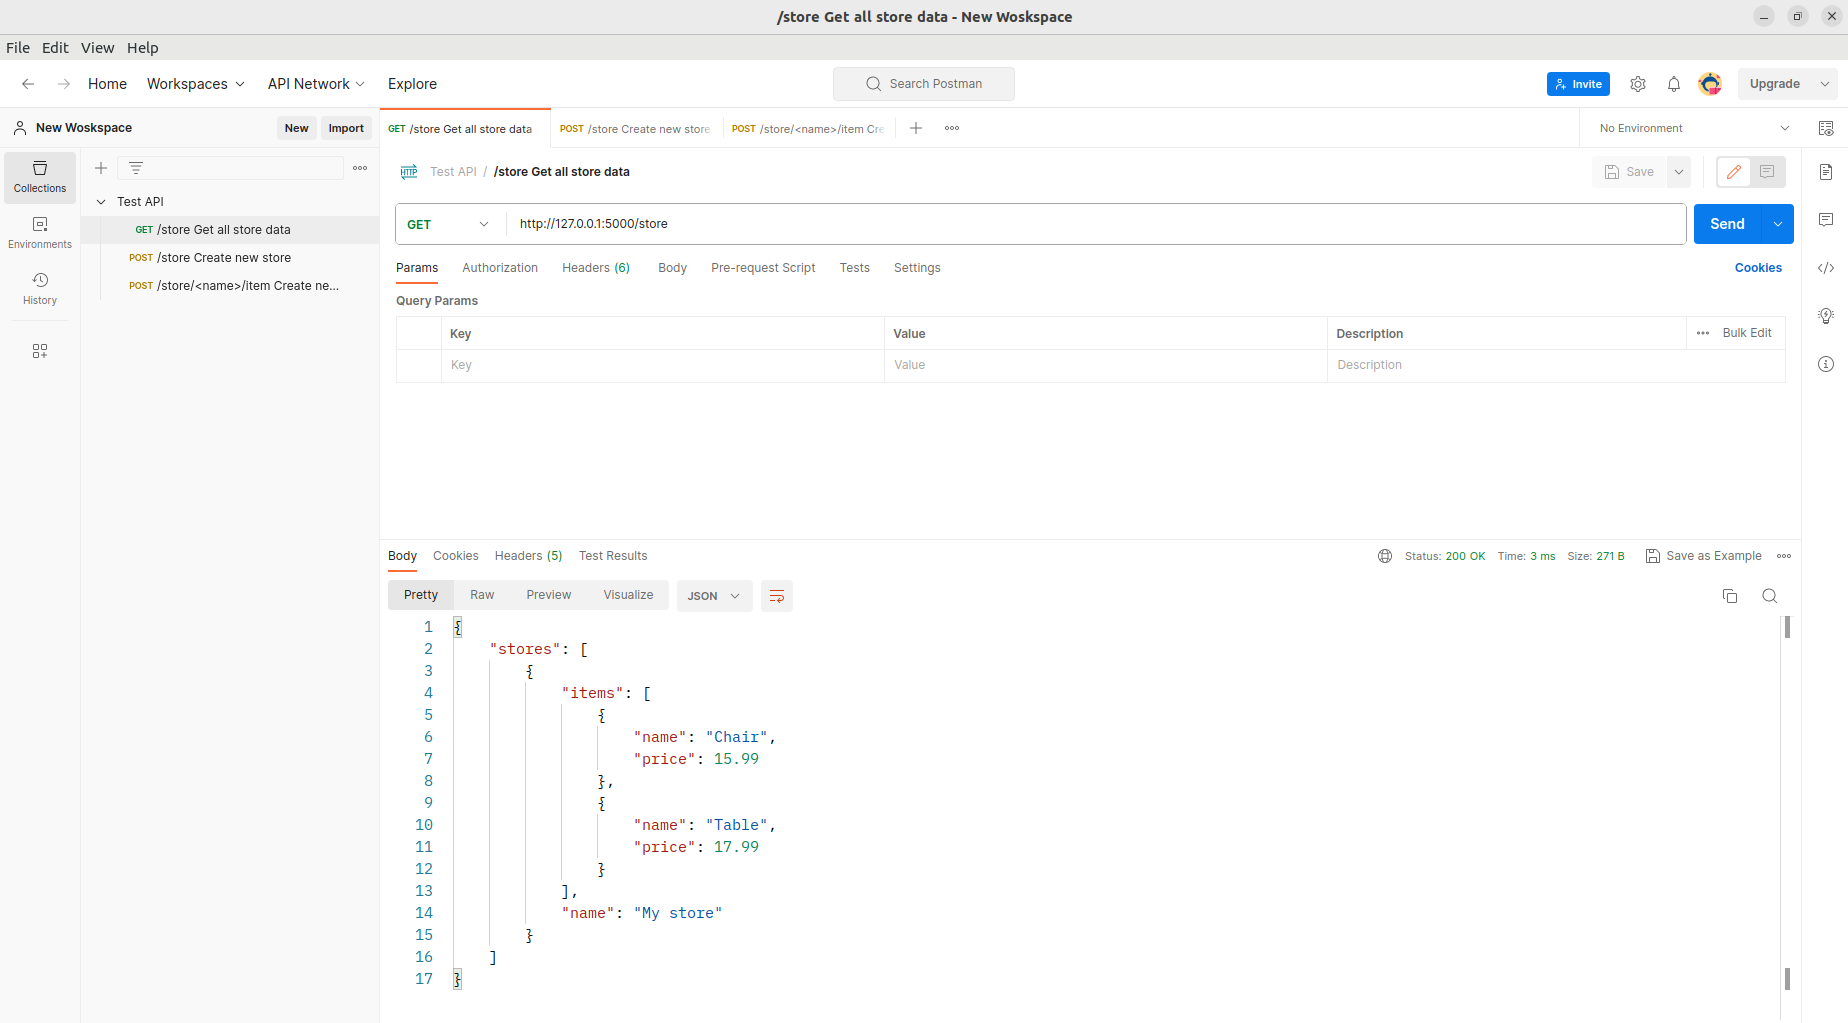 /store Get all store data - New Woskspace
File Edit View Help
Home Workspaces API Network Explore Search Postman Invite Upgrade
New Woskspace New Import
GET /store Get all store data POST /store Create new store POST /store/<name>/item Cre No Environment
Collections
Environments
History
Test API
GET /store Get all store data
POST /store Create new store
POST /store/<name>/item Create ne...
HTTP Test API / /store Get all store data Save
GET http://127.0.0.1:5000/store Send
Params Authorization Headers (6) Body Pre-request Script Tests Settings Cookies
Query Params
Key Value Description Bulk Edit
Key Value Description
Body Cookies Headers (5) Test Results Status: 200 OK Time: 3 ms Size: 271 B Save as Example
Pretty Raw Preview Visualize JSON
1 {
2 "stores": [
3 {
4 "items": [
5 {
6 "name": "Chair",
7 "price": 15.99
8 },
9 {
10 "name": "Table",
11 "price": 17.99
12 }
13 ],
14 "name": "My store"
15 }
16 ]
17 }